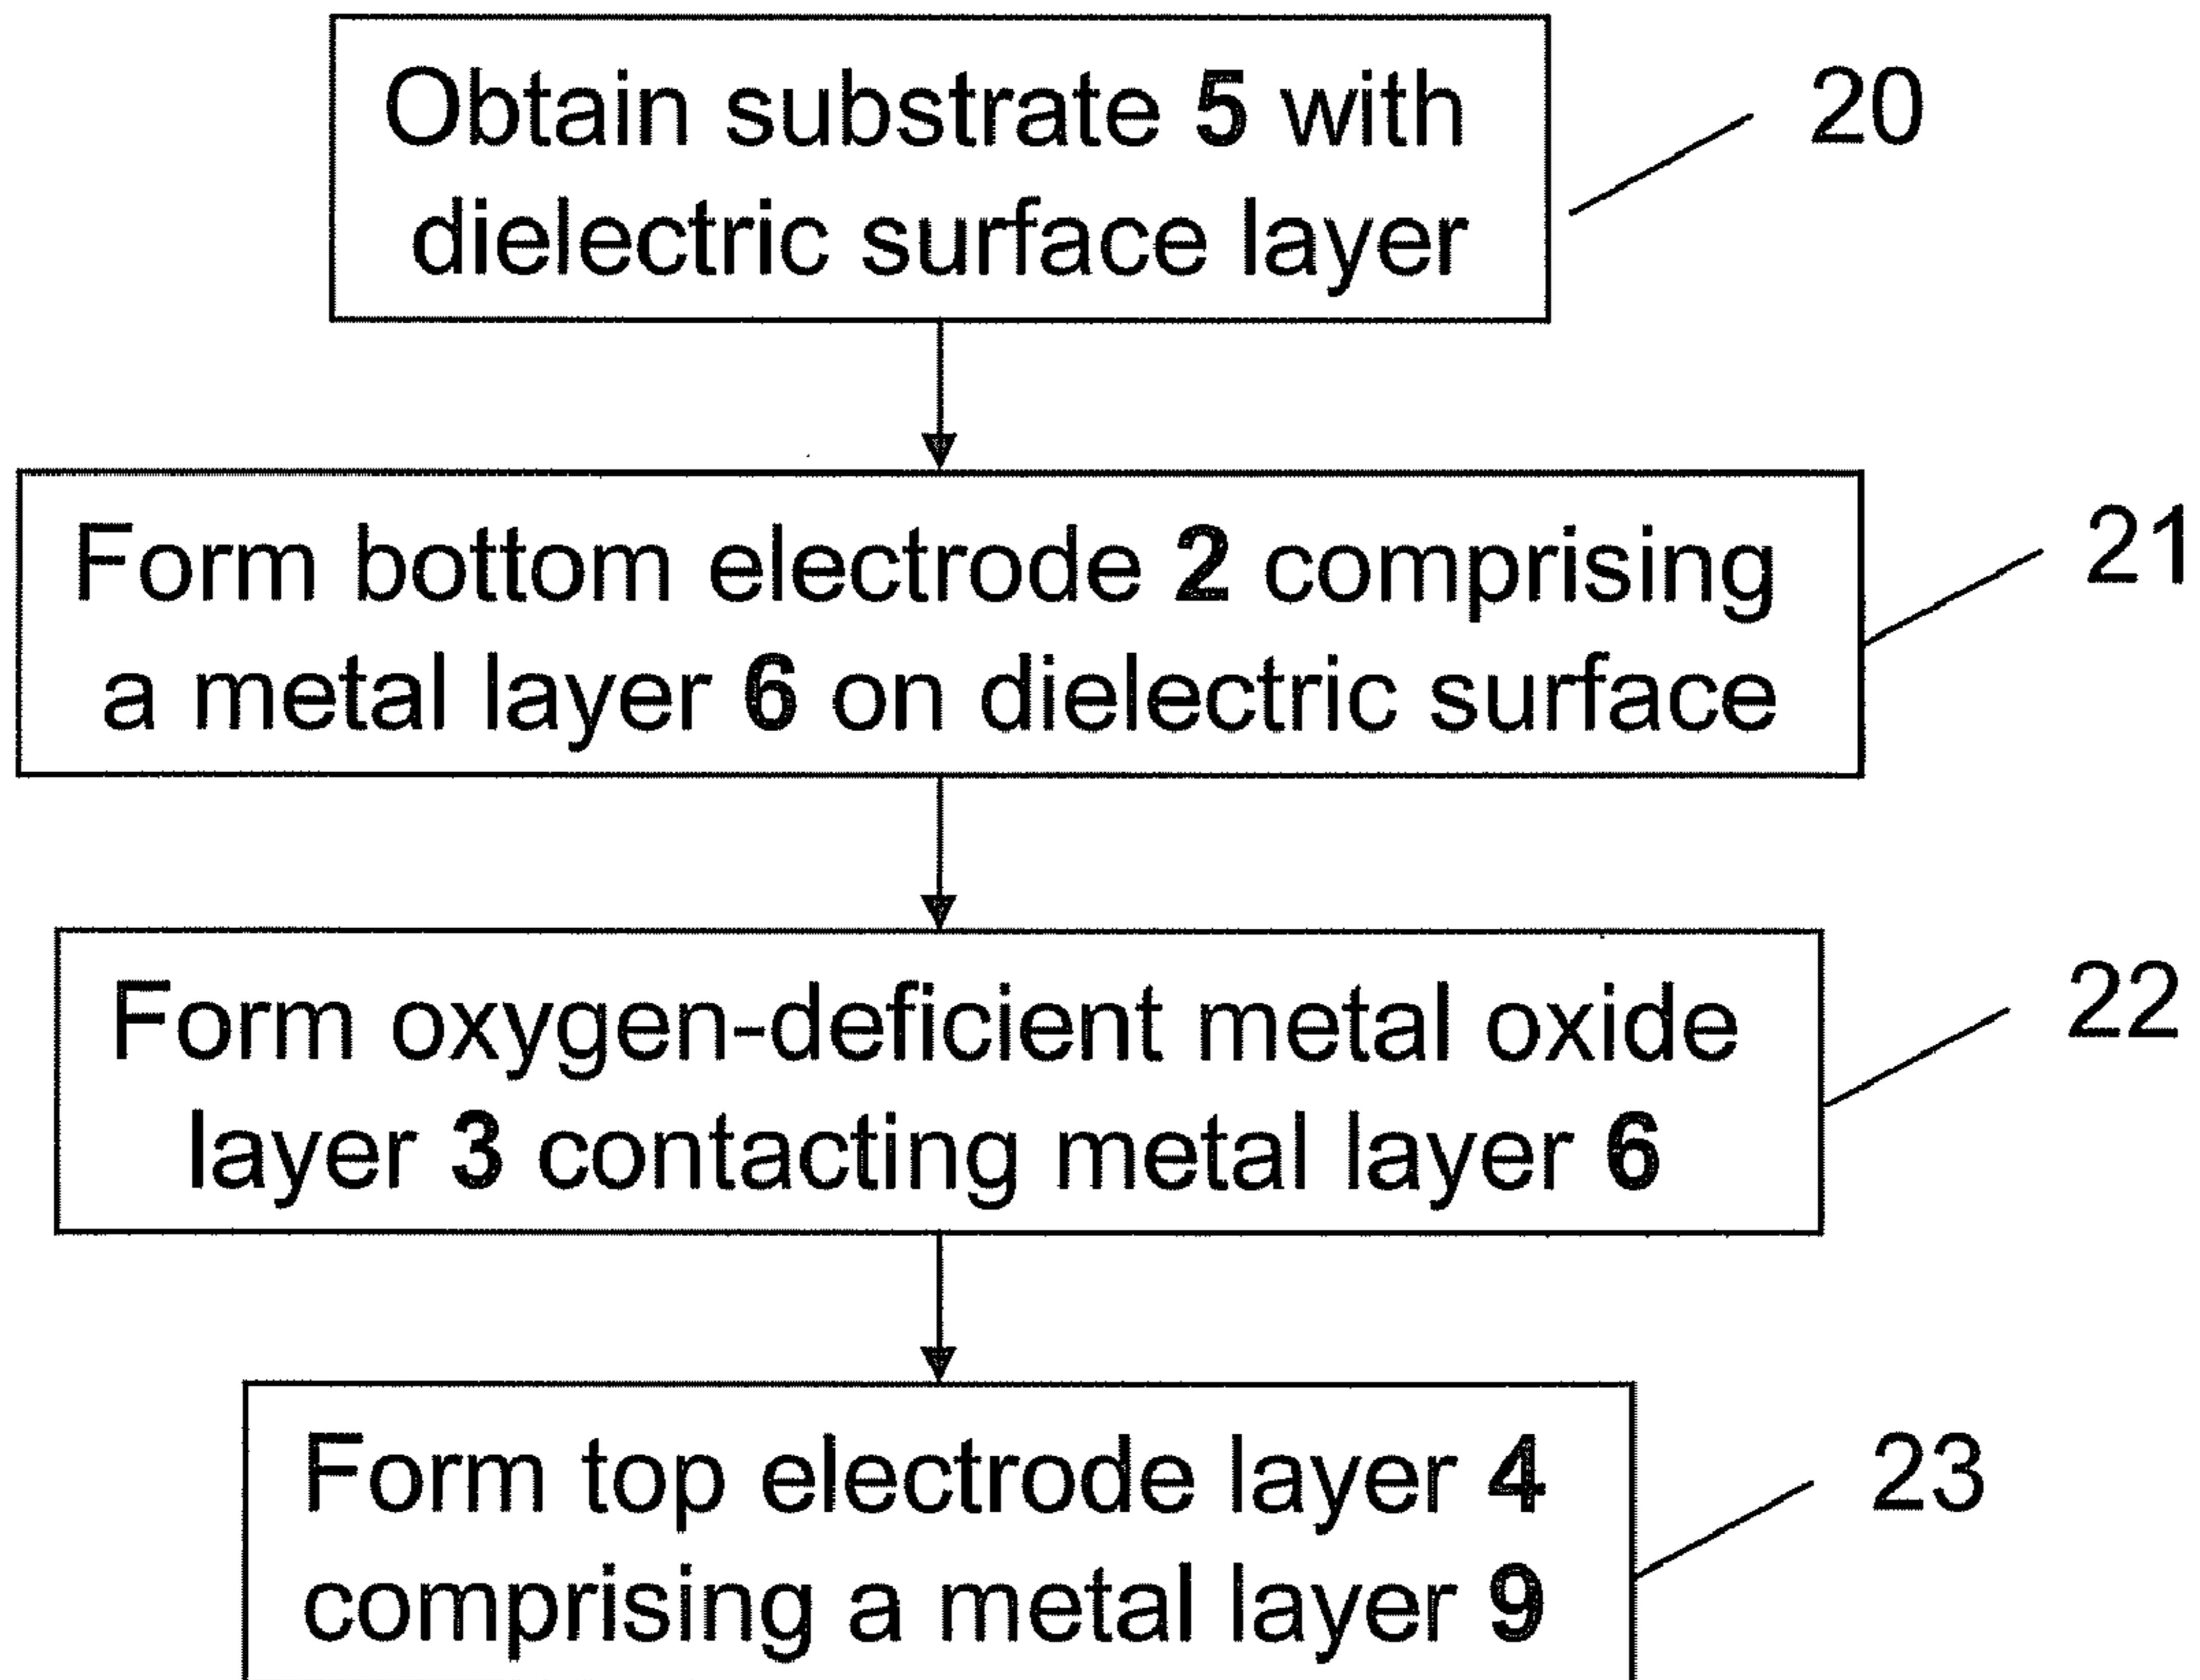 Obtain substrate 5 with
dielectric surface layer
20
Form bottom electrode 2 comprising
a metal layer 6 on dielectric surface
21
Form oxygen-deficient metal oxide
layer 3 contacting metal layer 6
22
Form top electrode layer 4
comprising a metal layer 9
23